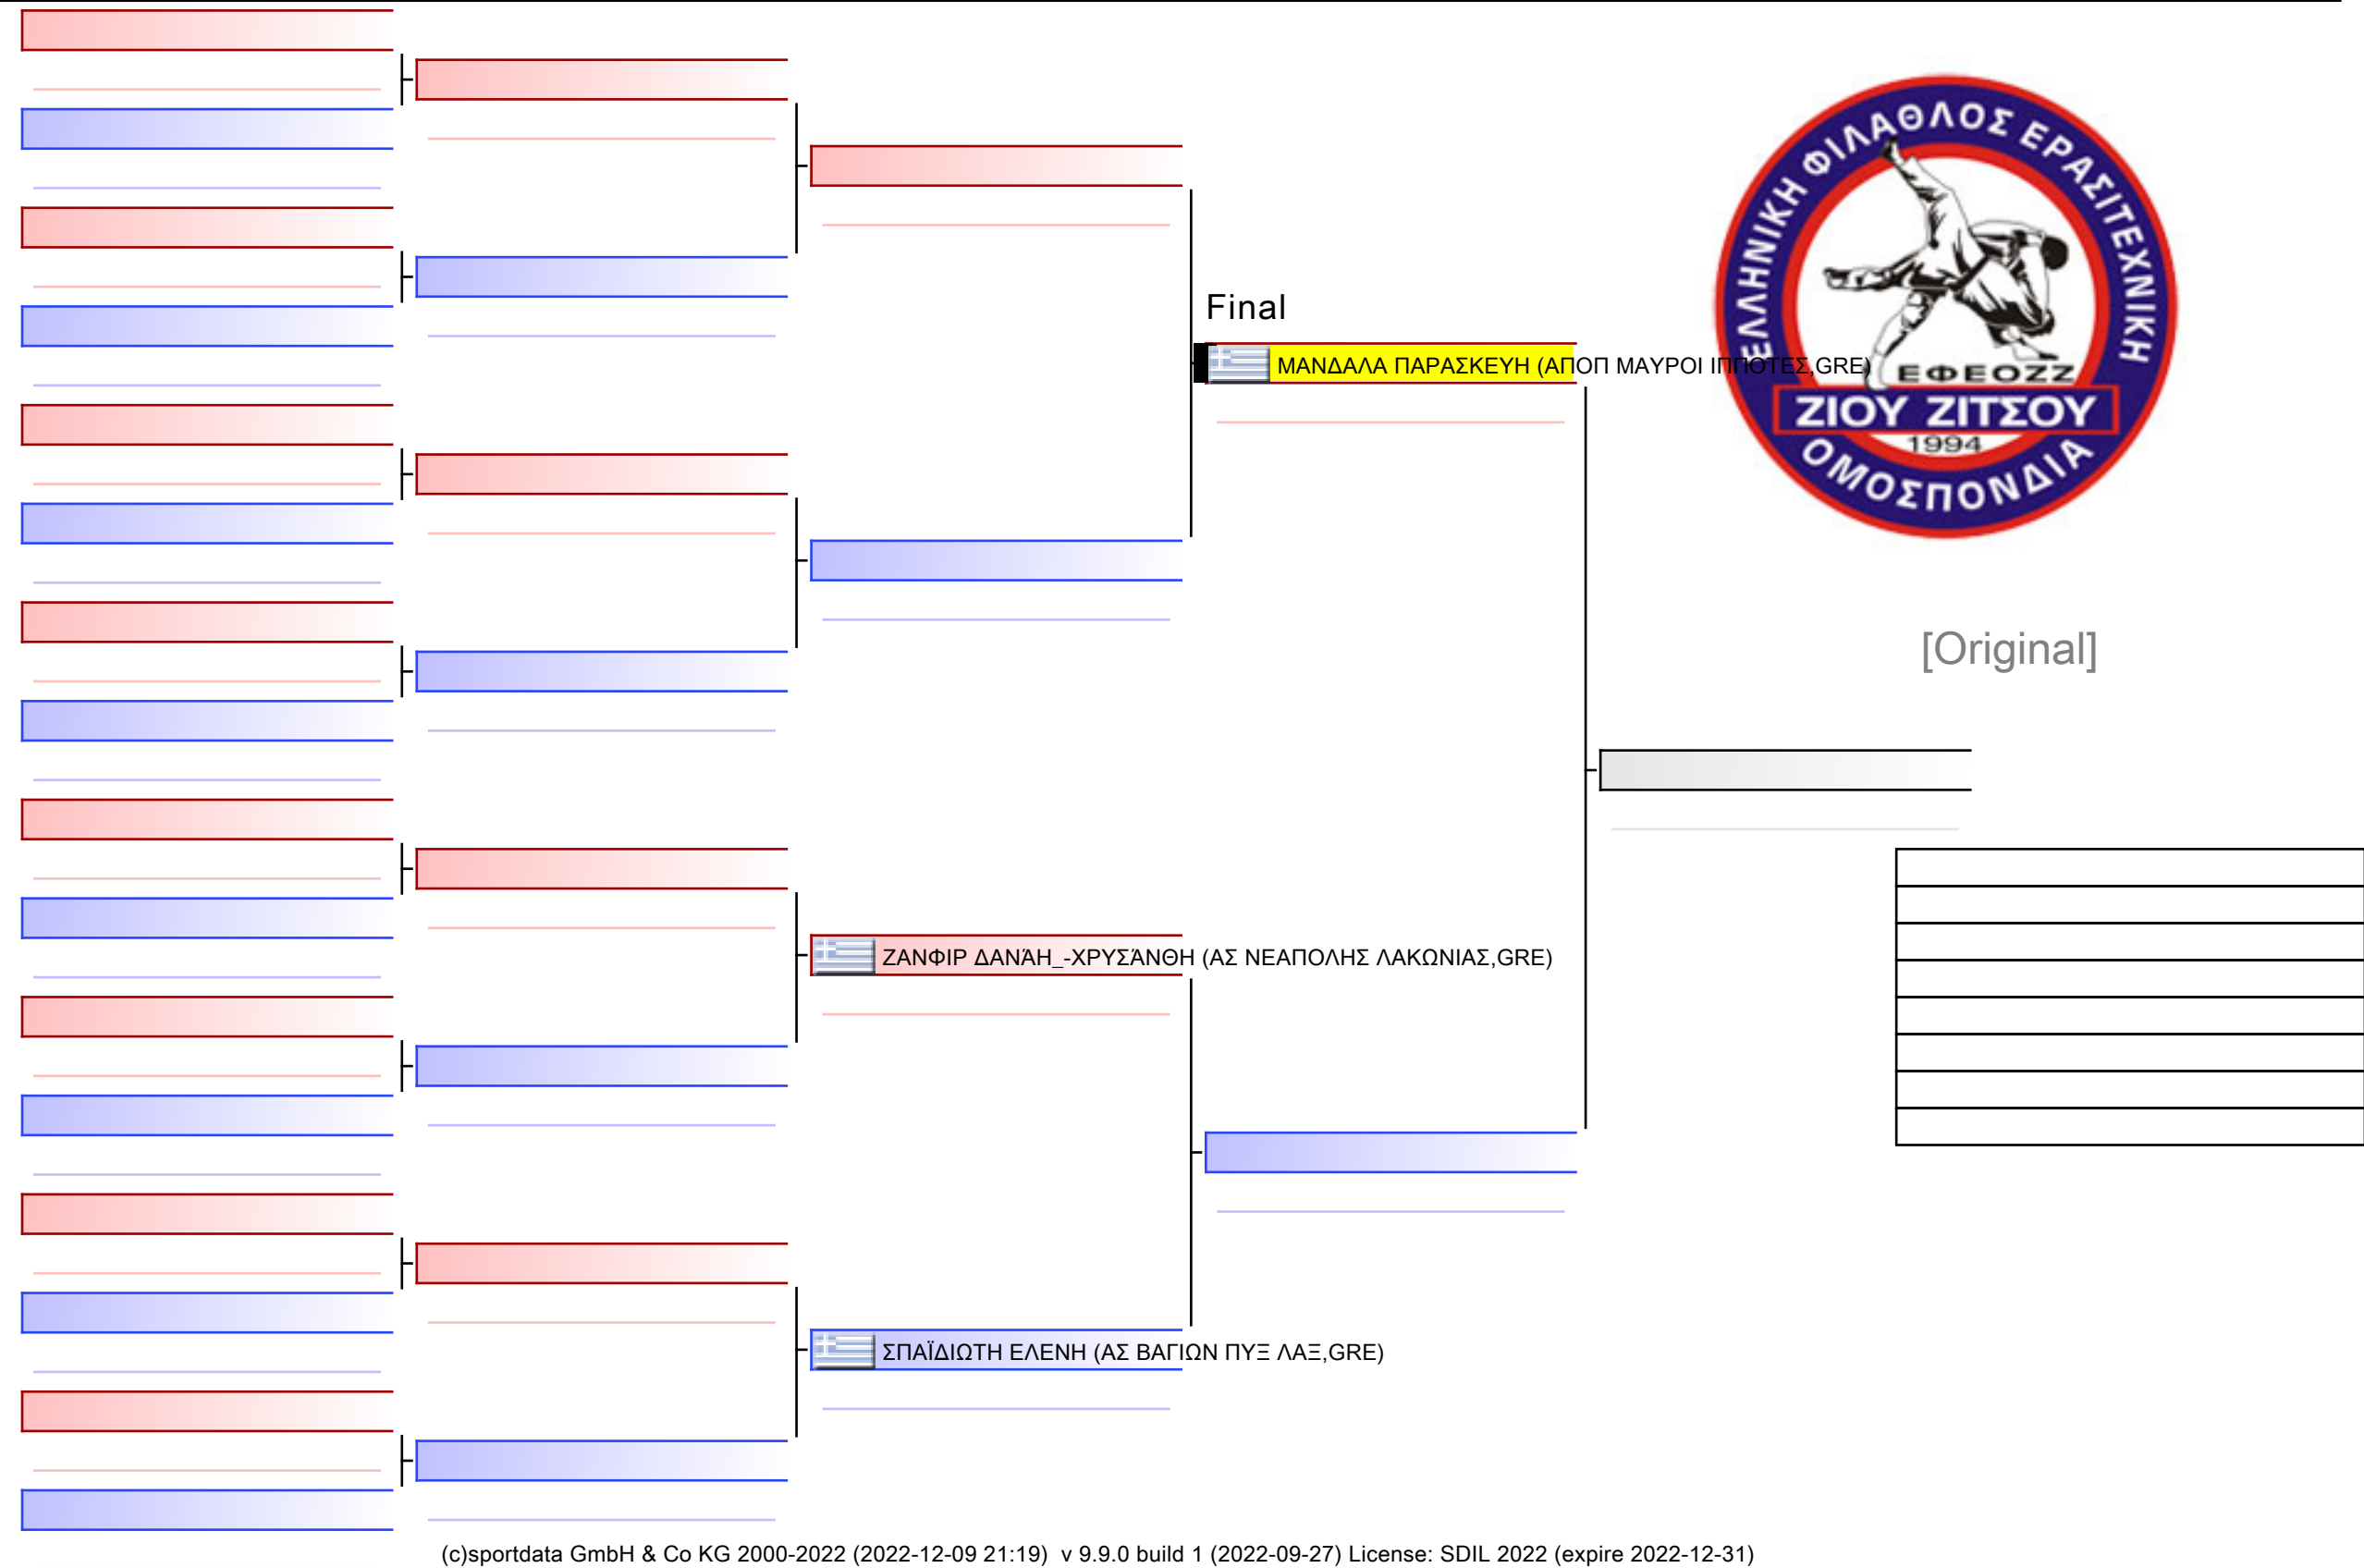 ΕΛΛΗΝΙΚΗ ΦΙΛΑΘΛΟΣ ΕΡΑΣΙΤΕΧΝΙΚΗ
Final
ΜΑΝΔΑΛΑ ΠΑΡΑΣΚΕΥΗ (ΑΠΟΠ ΜΑΥΡΟΙ ΙΠΠΟΤΕΣ,GRE)
ΕΦΕΟΖΖ
ΖΙΟΥ ΖΙΤΣΟΥ
1994
ΟΜΟΣΠΟΝΔΙΑ
[Original]
ΖΑΝΦΙΡ ΔΑΝΆΗ_-ΧΡΥΣΆΝΘΗ (ΑΣ ΝΕΑΠΟΛΗΣ ΛΑΚΩΝΙΑΣ,GRE)
ΣΠΑΪΔΙΩΤΗ ΕΛΕΝΗ (ΑΣ ΒΑΓΙΩΝ ΠΥΞ ΛΑΞ,GRE)
(c)sportdata GmbH & Co KG 2000-2022 (2022-12-09 21:19) v 9.9.0 build 1 (2022-09-27) License: SDIL 2022 (expire 2022-12-31)